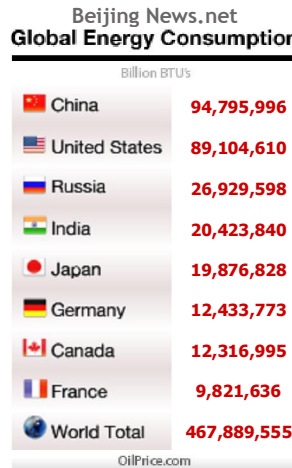 Beijing News.net
Global Energy Consumption
Billion BTU's
China 94,795,996
United States 89,104,610
Russia 26,929,598
India 20,423,840
Japan 19,876,828
Germany 12,433,773
Canada 12,316,995
France 9,821,636
World Total 467,889,555
OilPrice.com